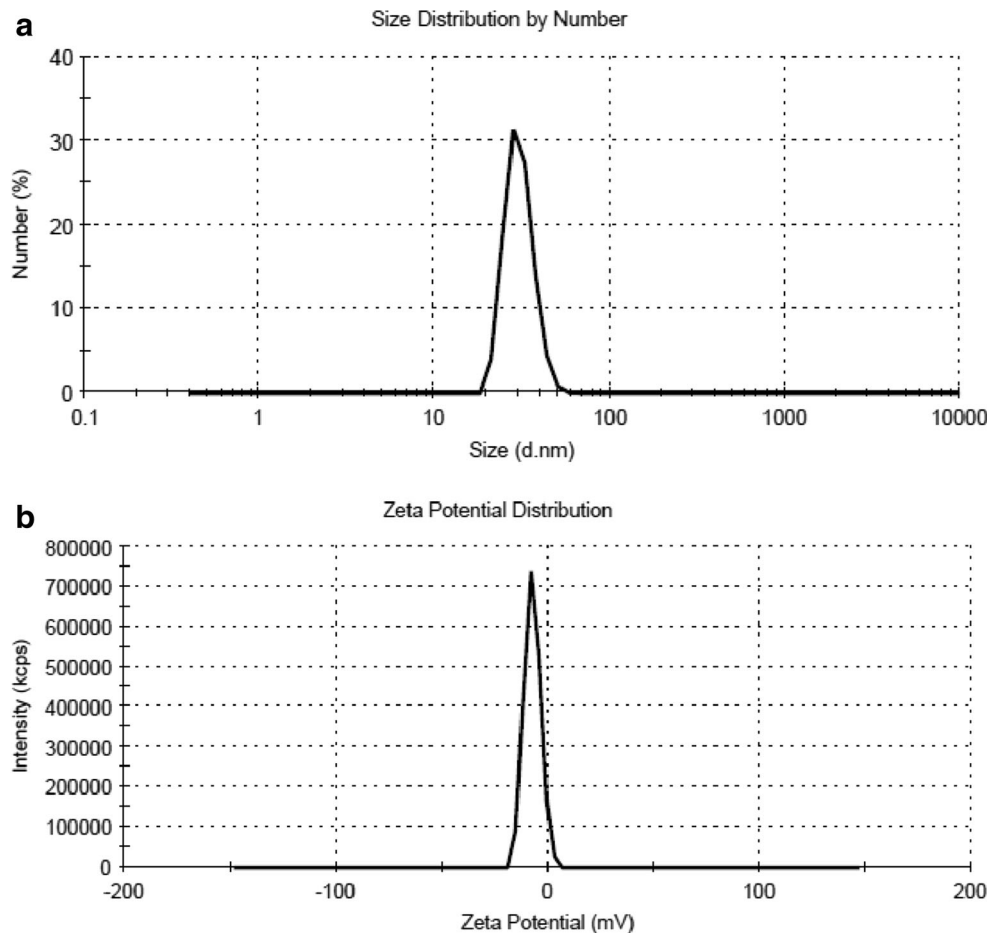 a
Size Distribution by Number
Number (%)
40
30
20
10
0
0.1 1 10 100 1000 10000
Size (d.nm)
b
Zeta Potential Distribution
Intensity (kcps)
800000
700000
600000
500000
400000
300000
200000
100000
0
-200 -100 0 100 200
Zeta Potential (mV)